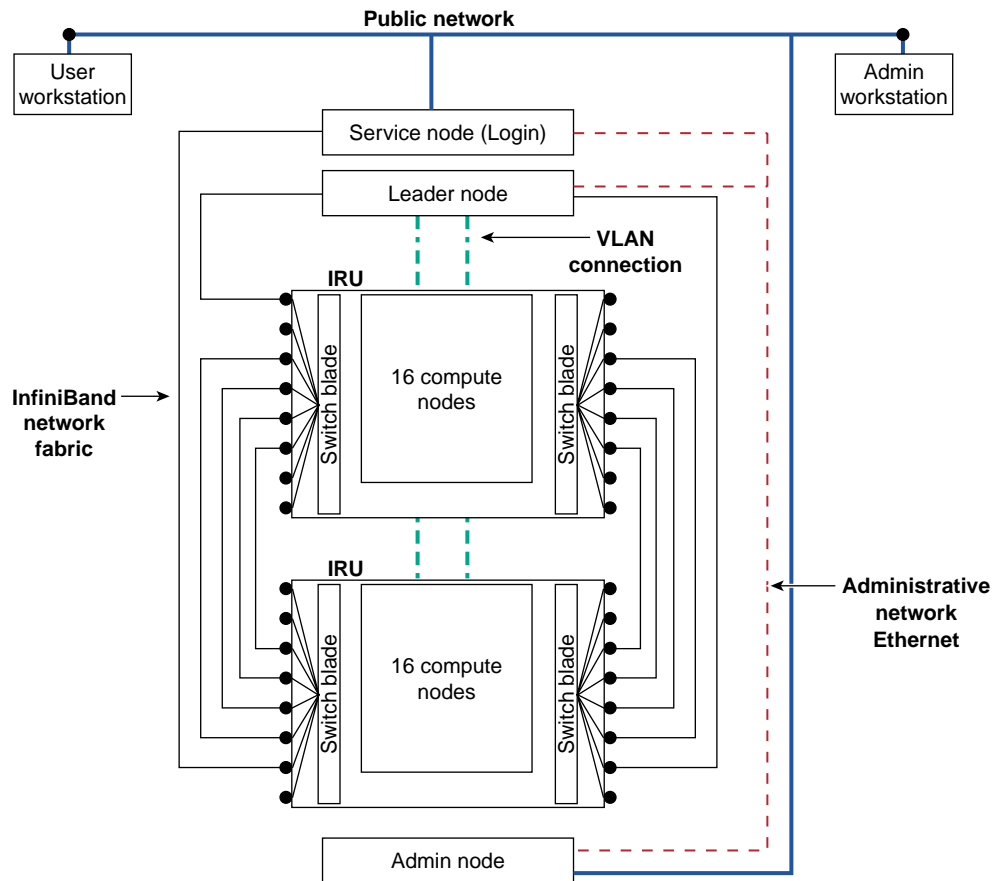 Public network
User
workstation
Admin
workstation
Service node (Login)
Leader node
VLAN
connection
IRU
Switch blade
16 compute
nodes
Switch blade
InfiniBand
network
fabric
IRU
Switch blade
16 compute
nodes
Switch blade
Administrative
network
Ethernet
Admin node